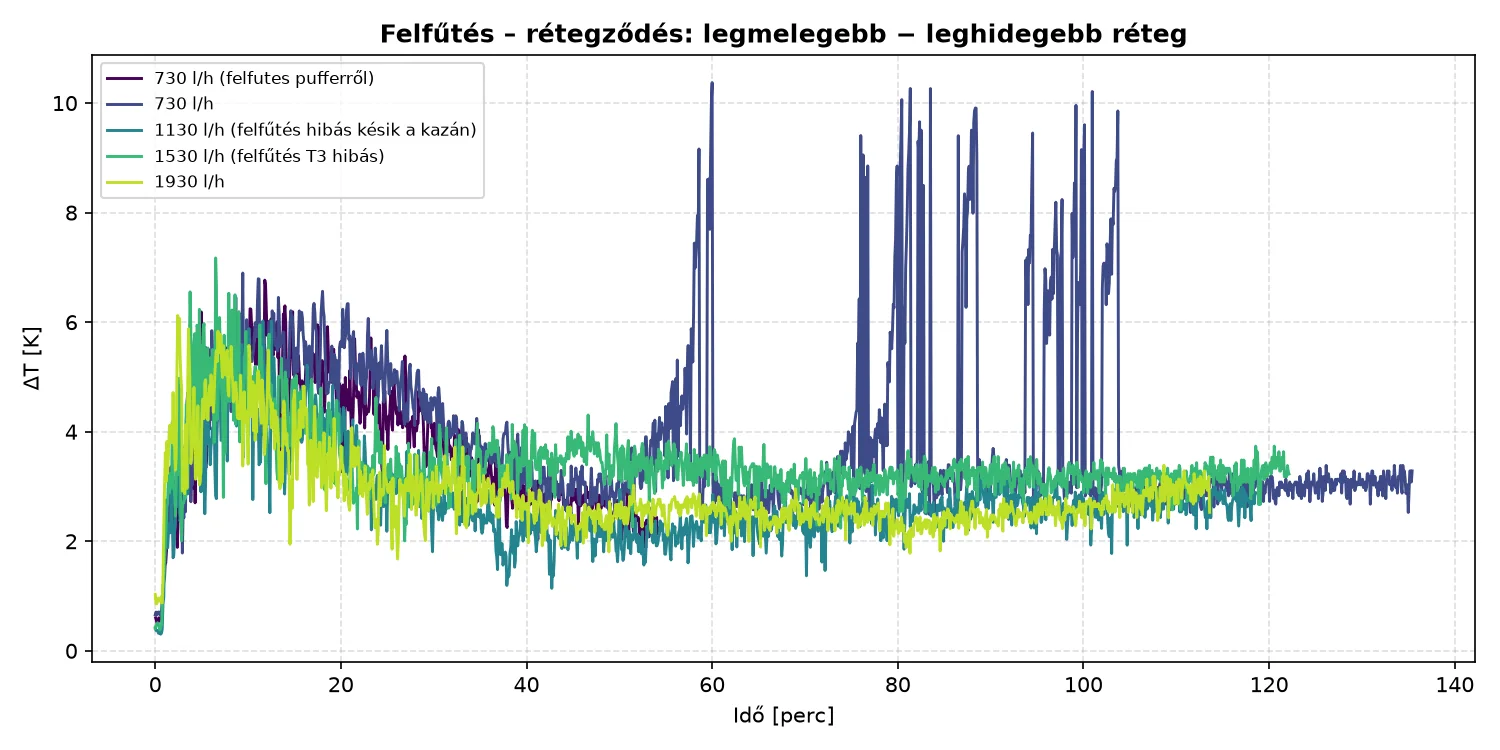 Felfűtés – rétegződés: legmelegebb − leghidegebb réteg
730 l/h (felfutes pufferről)
730 l/h
1130 l/h (felfűtés hibás késik a kazán)
1530 l/h (felfűtés T3 hibás)
1930 l/h
ΔT [K]
10
8
6
4
2
0
0 20 40 60 80 100 120 140
Idő [perc]